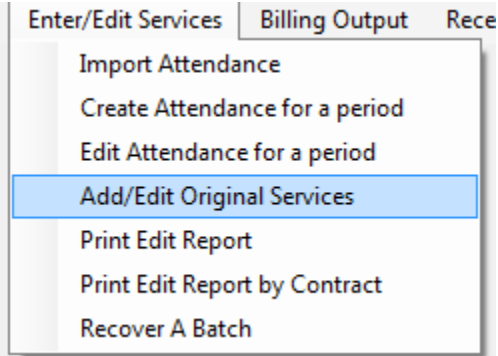 Enter/Edit Services Billing Output Rece
Import Attendance
Create Attendance for a period
Edit Attendance for a period
Add/Edit Original Services
Print Edit Report
Print Edit Report by Contract
Recover A Batch